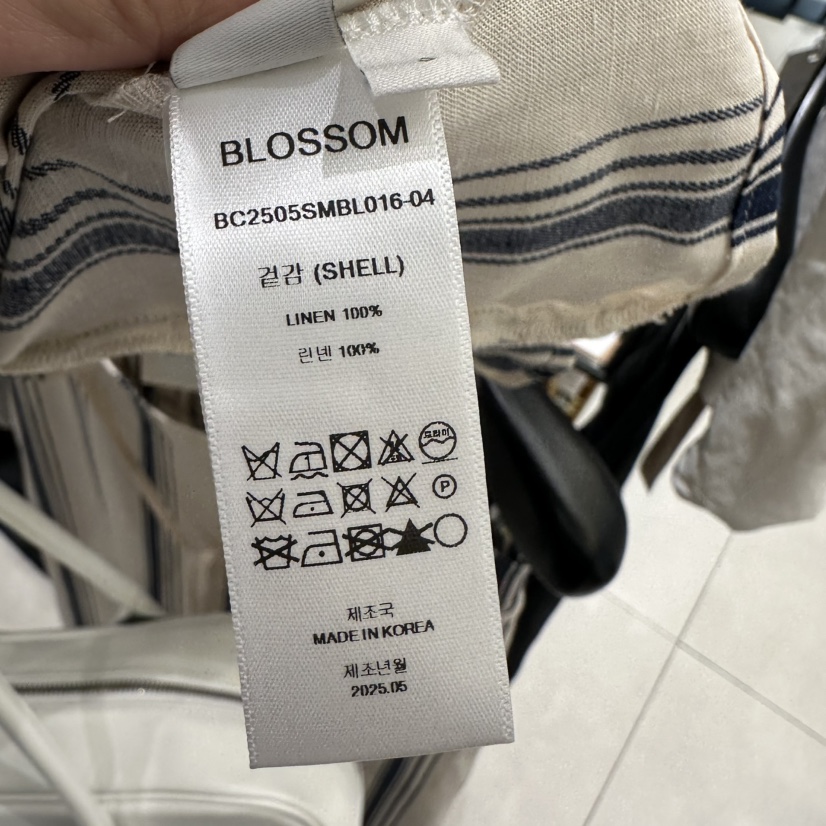 BLOSSOM
BC2505SMBL016-04
겉감 (SHELL)
LINEN 100%
린넨 100%
드라이
P
제조국
MADE IN KOREA
제조년월
2025.05